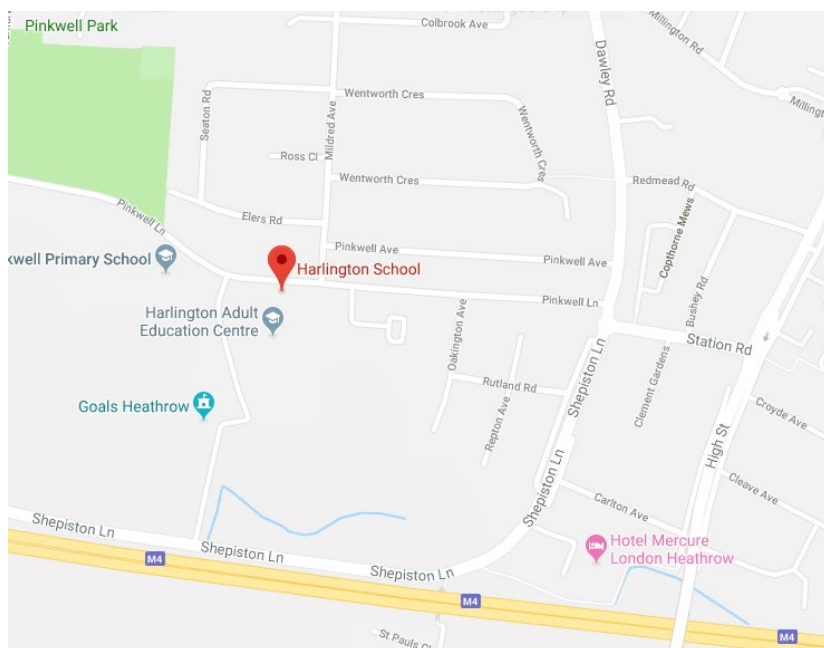 Pinkwell Park
Colbrook Ave
Millington Rd
Dawley Rd
Wentworth Cres
Seaton Rd
Mildred Ave
Wentworth Cres
Ross Cl
Wentworth Cres
Redmead Rd
Pinkwell Ln
Elers Rd
Copthorne Mews
kwell Primary School
Pinkwell Ave
Pinkwell Ave
Harlington School
Pinkwell Ln
Bushey Rd
Harlington Adult
Education Centre
Oakington Ave
Station Rd
Shepiston Ln
Clement Gardens
Rutland Rd
Repton Ave
Goals Heathrow
Croyde Ave
High St
Shepiston Ln
Cleave Ave
Carlton Ave
Shepiston Ln
Shepiston Ln
Hotel Mercure
London Heathrow
M4
Shepiston Ln
M4
St Pauls Cl
M4